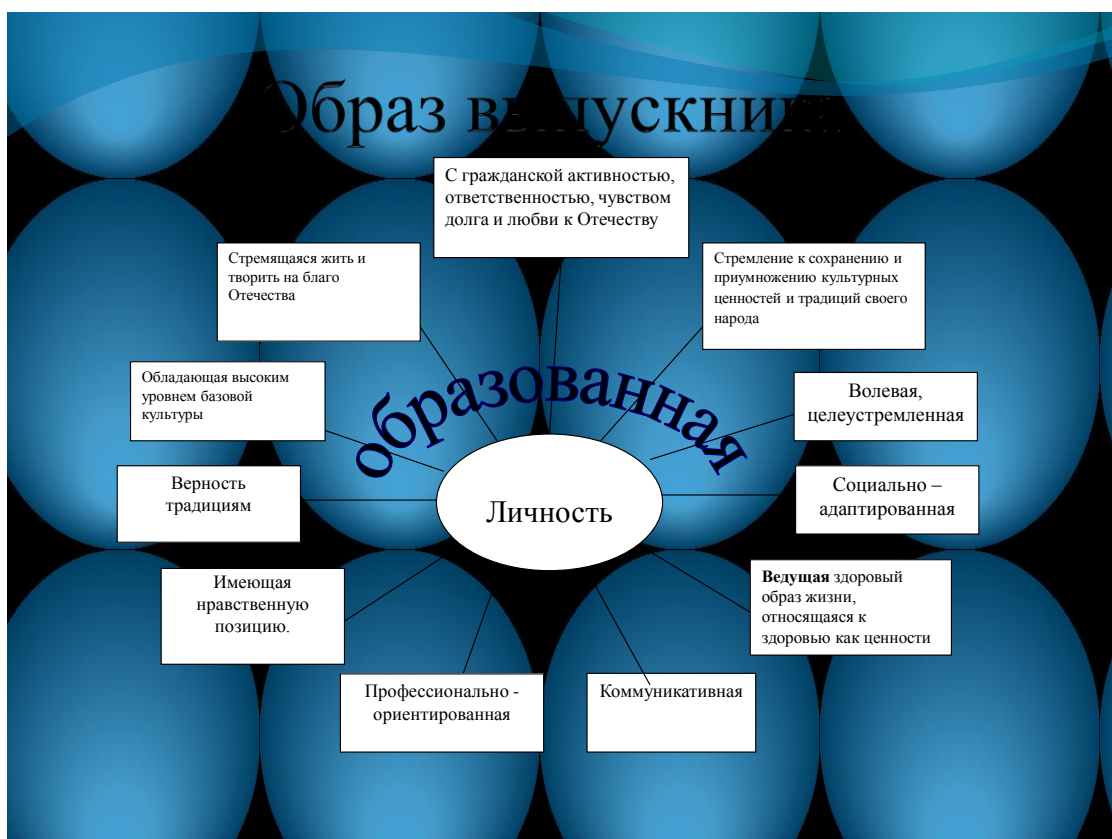 Образ выпускника
С гражданской активностью,
ответственностью, чувством
долга и любви к Отечеству
Стремящаяся жить и
творить на благо
Отечества
Стремление к сохранению и
приумножению культурных
ценностей и традиций своего
народа
Обладающая высоким
уровнем базовой
культуры
образованная
Волевая,
целеустремленная
Верность
традициям
Личность
Социально –
адаптированная
Имеющая
нравственную
позицию.
Ведущая здоровый
образ жизни,
относящаяся к
здоровью как ценности
Профессионально -
ориентированная
Коммуникативная